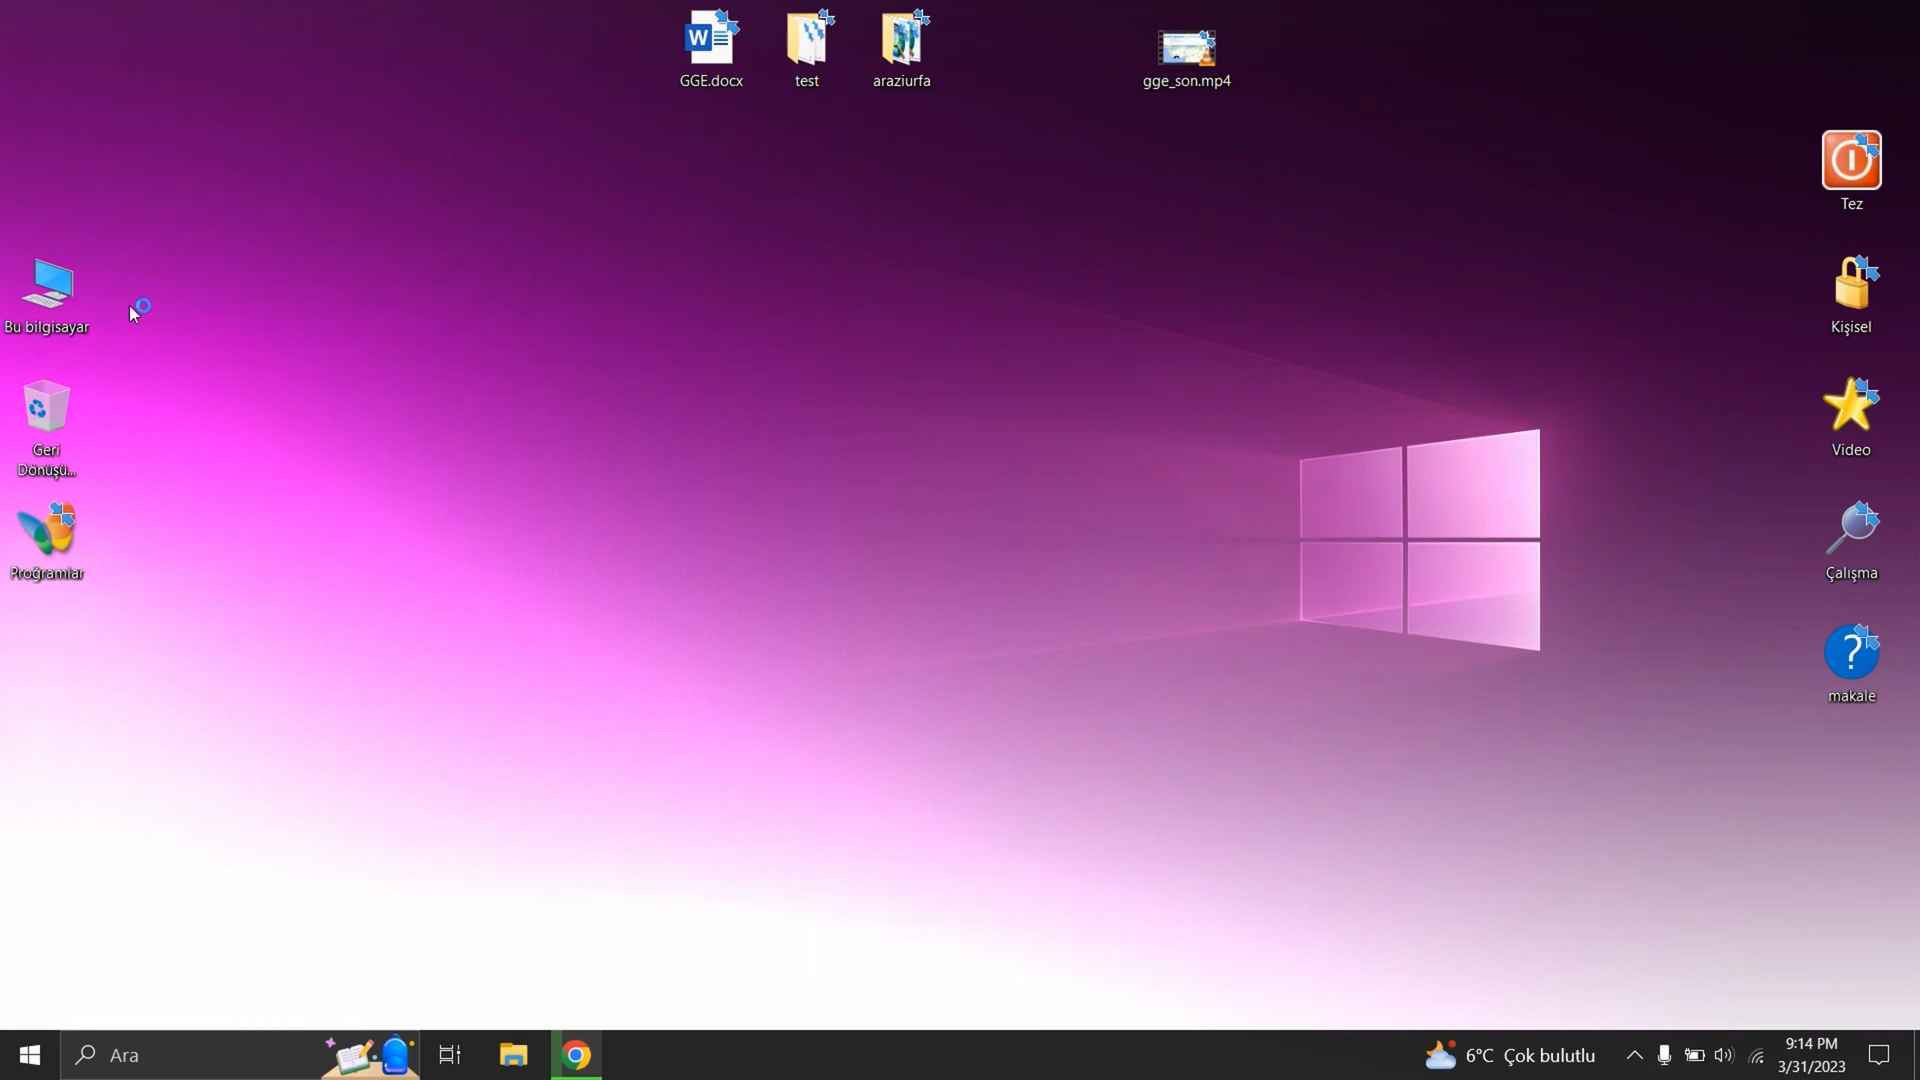 GGE.docx
test
araziurfa
gge_son.mp4
Tez
Kişisel
Video
Çalışma
makale
Bu bilgisayar
Geri
Dönüşü...
Programlar
Ara
6°C Çok bulutlu
9:14 PM
3/31/2023